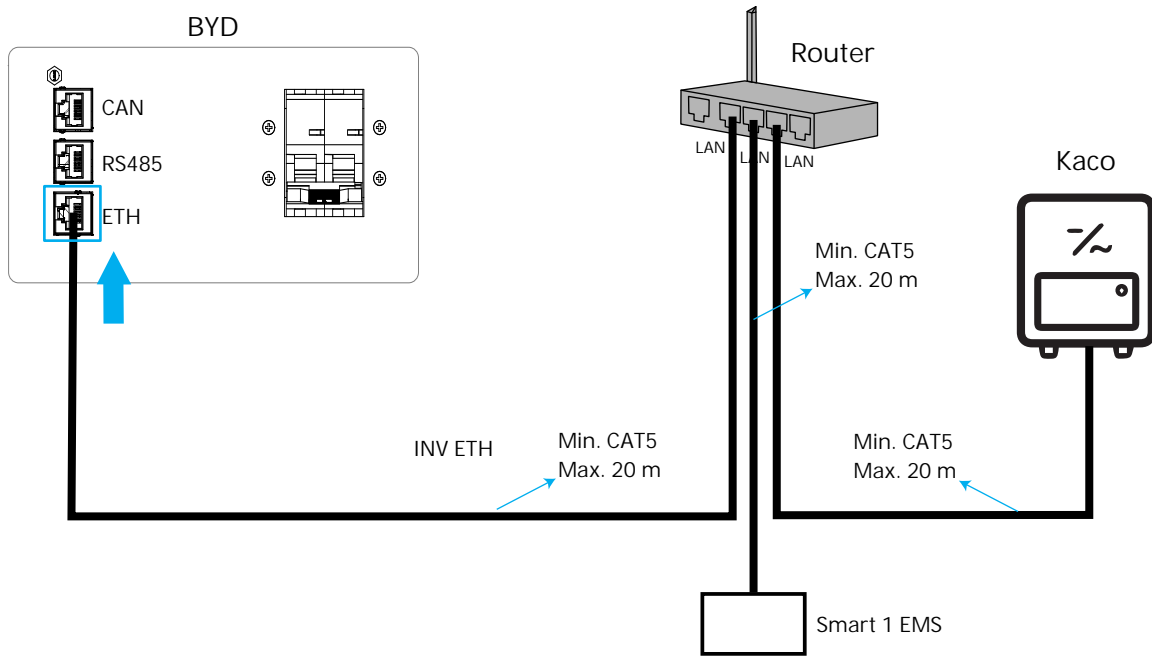 BYD
Router
CAN
RS485
ETH
LAN
LAN
LAN
Kaco
Min. CAT5
Max. 20 m
INV ETH
Min. CAT5
Max. 20 m
Min. CAT5
Max. 20 m
Smart 1 EMS